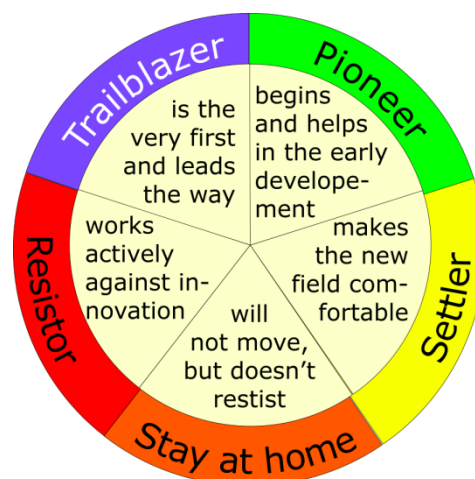 Trailblazer
is the
very first
and leads
the way
Pioneer
begins
and helps
in the early
develope-
ment
Settler
makes
the new
field com-
fortable
Stay at home
will
not move,
but doesn’t
restist
Resistor
works
actively
against in-
novation